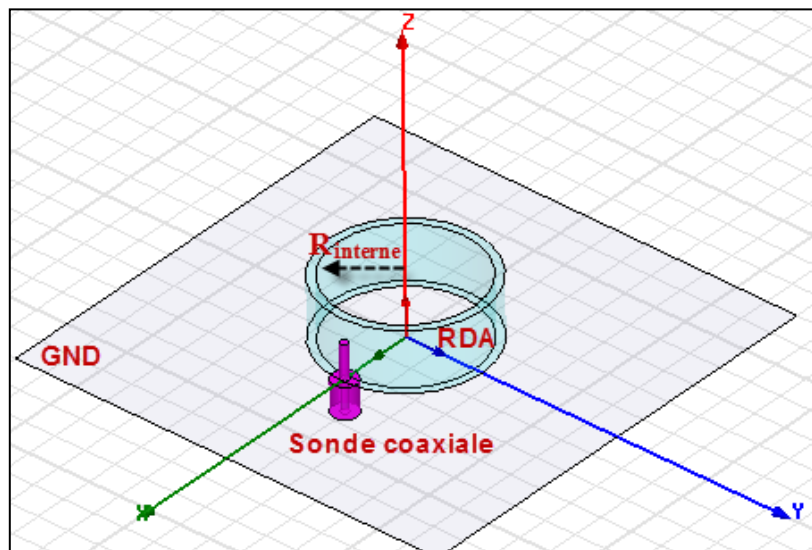 Z
Rinterne
RDA
GND
Sonde coaxiale
X
Y